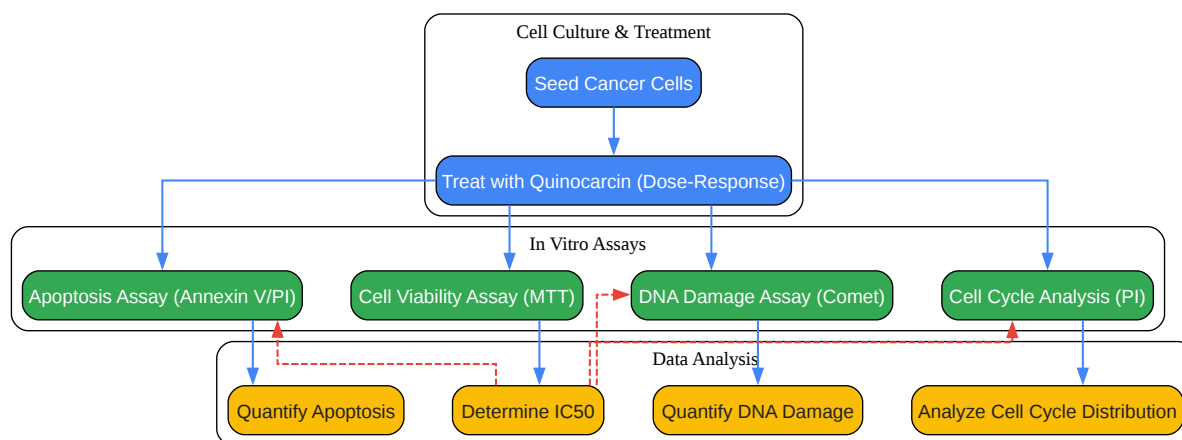 Cell Culture & Treatment
Seed Cancer Cells
Treat with Quinocarcin (Dose-Response)
In Vitro Assays
Apoptosis Assay (Annexin V/PI)
Cell Viability Assay (MTT)
DNA Damage Assay (Comet)
Cell Cycle Analysis (PI)
Data Analysis
Quantify Apoptosis
Determine IC50
Quantify DNA Damage
Analyze Cell Cycle Distribution